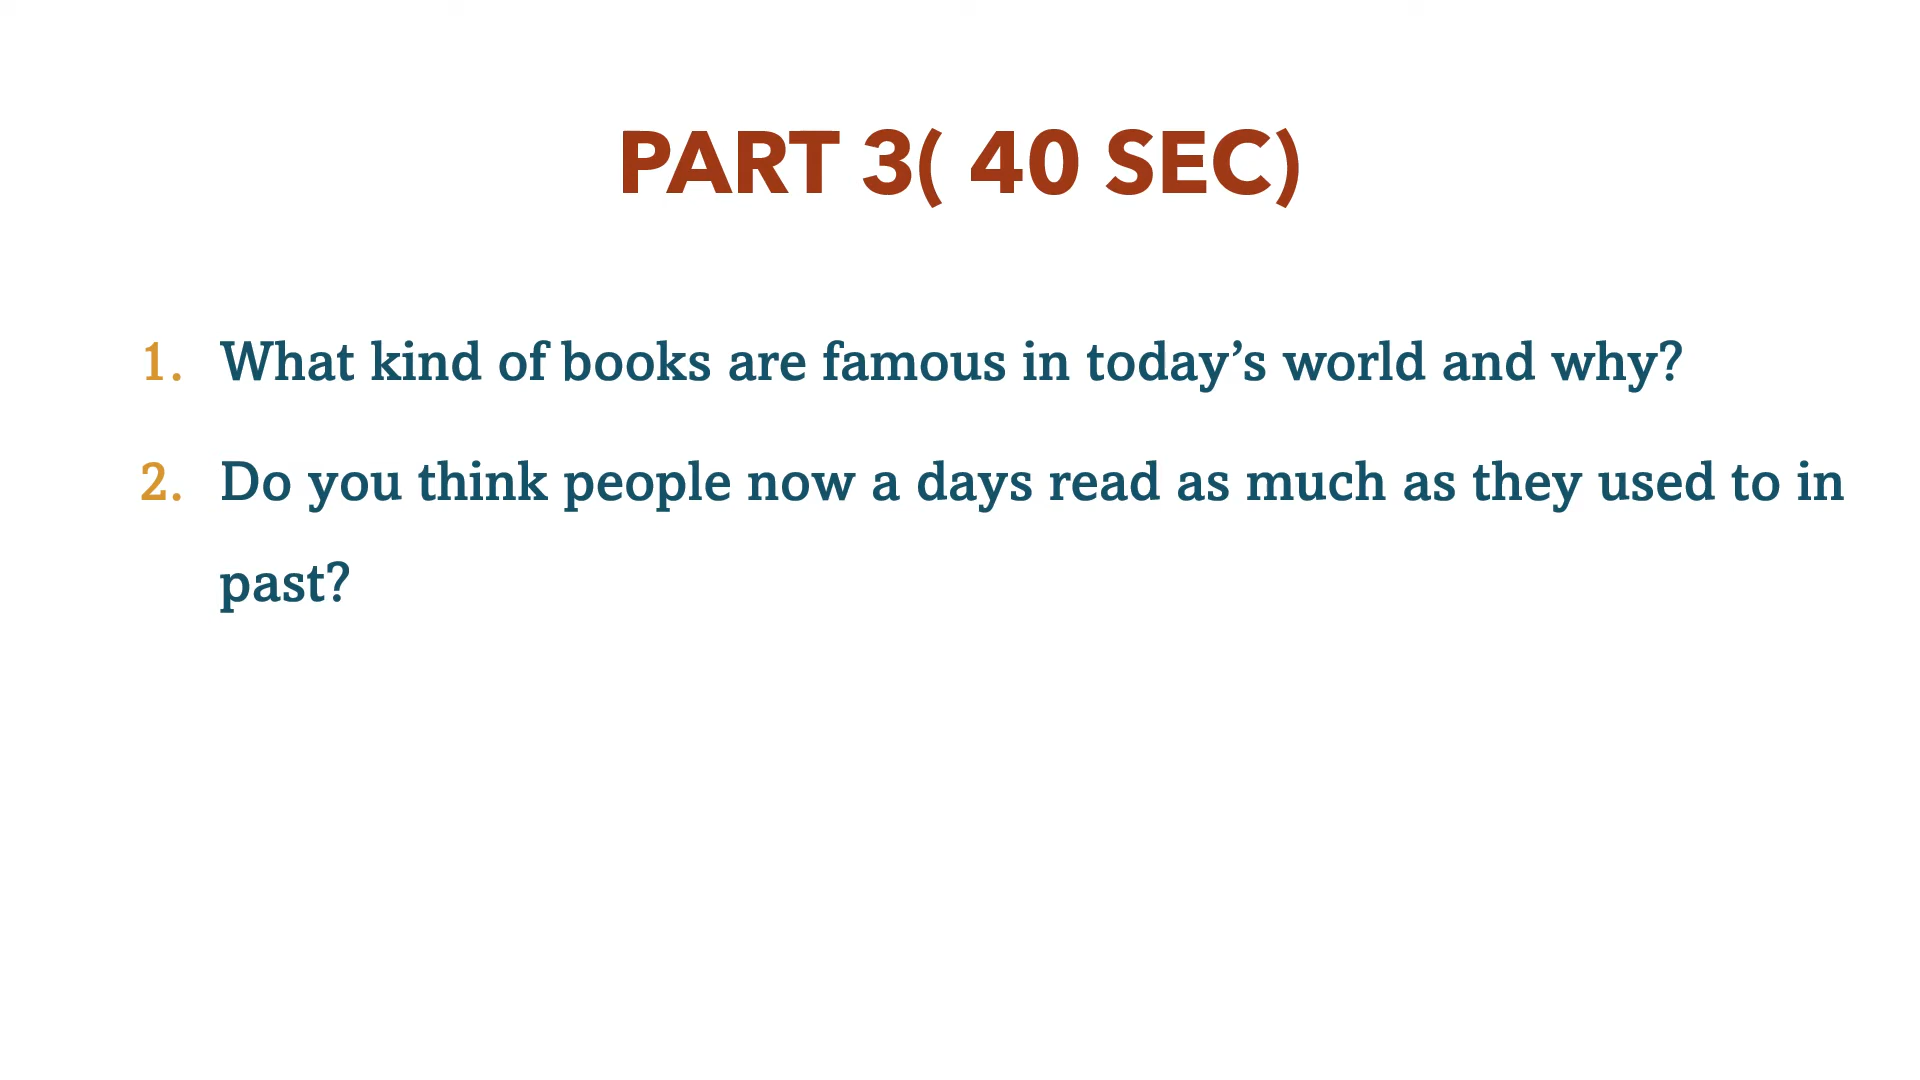 PART 3( 40 SEC)
1. What kind of books are famous in today’s world and why?
2. Do you think people now a days read as much as they used to in
past?